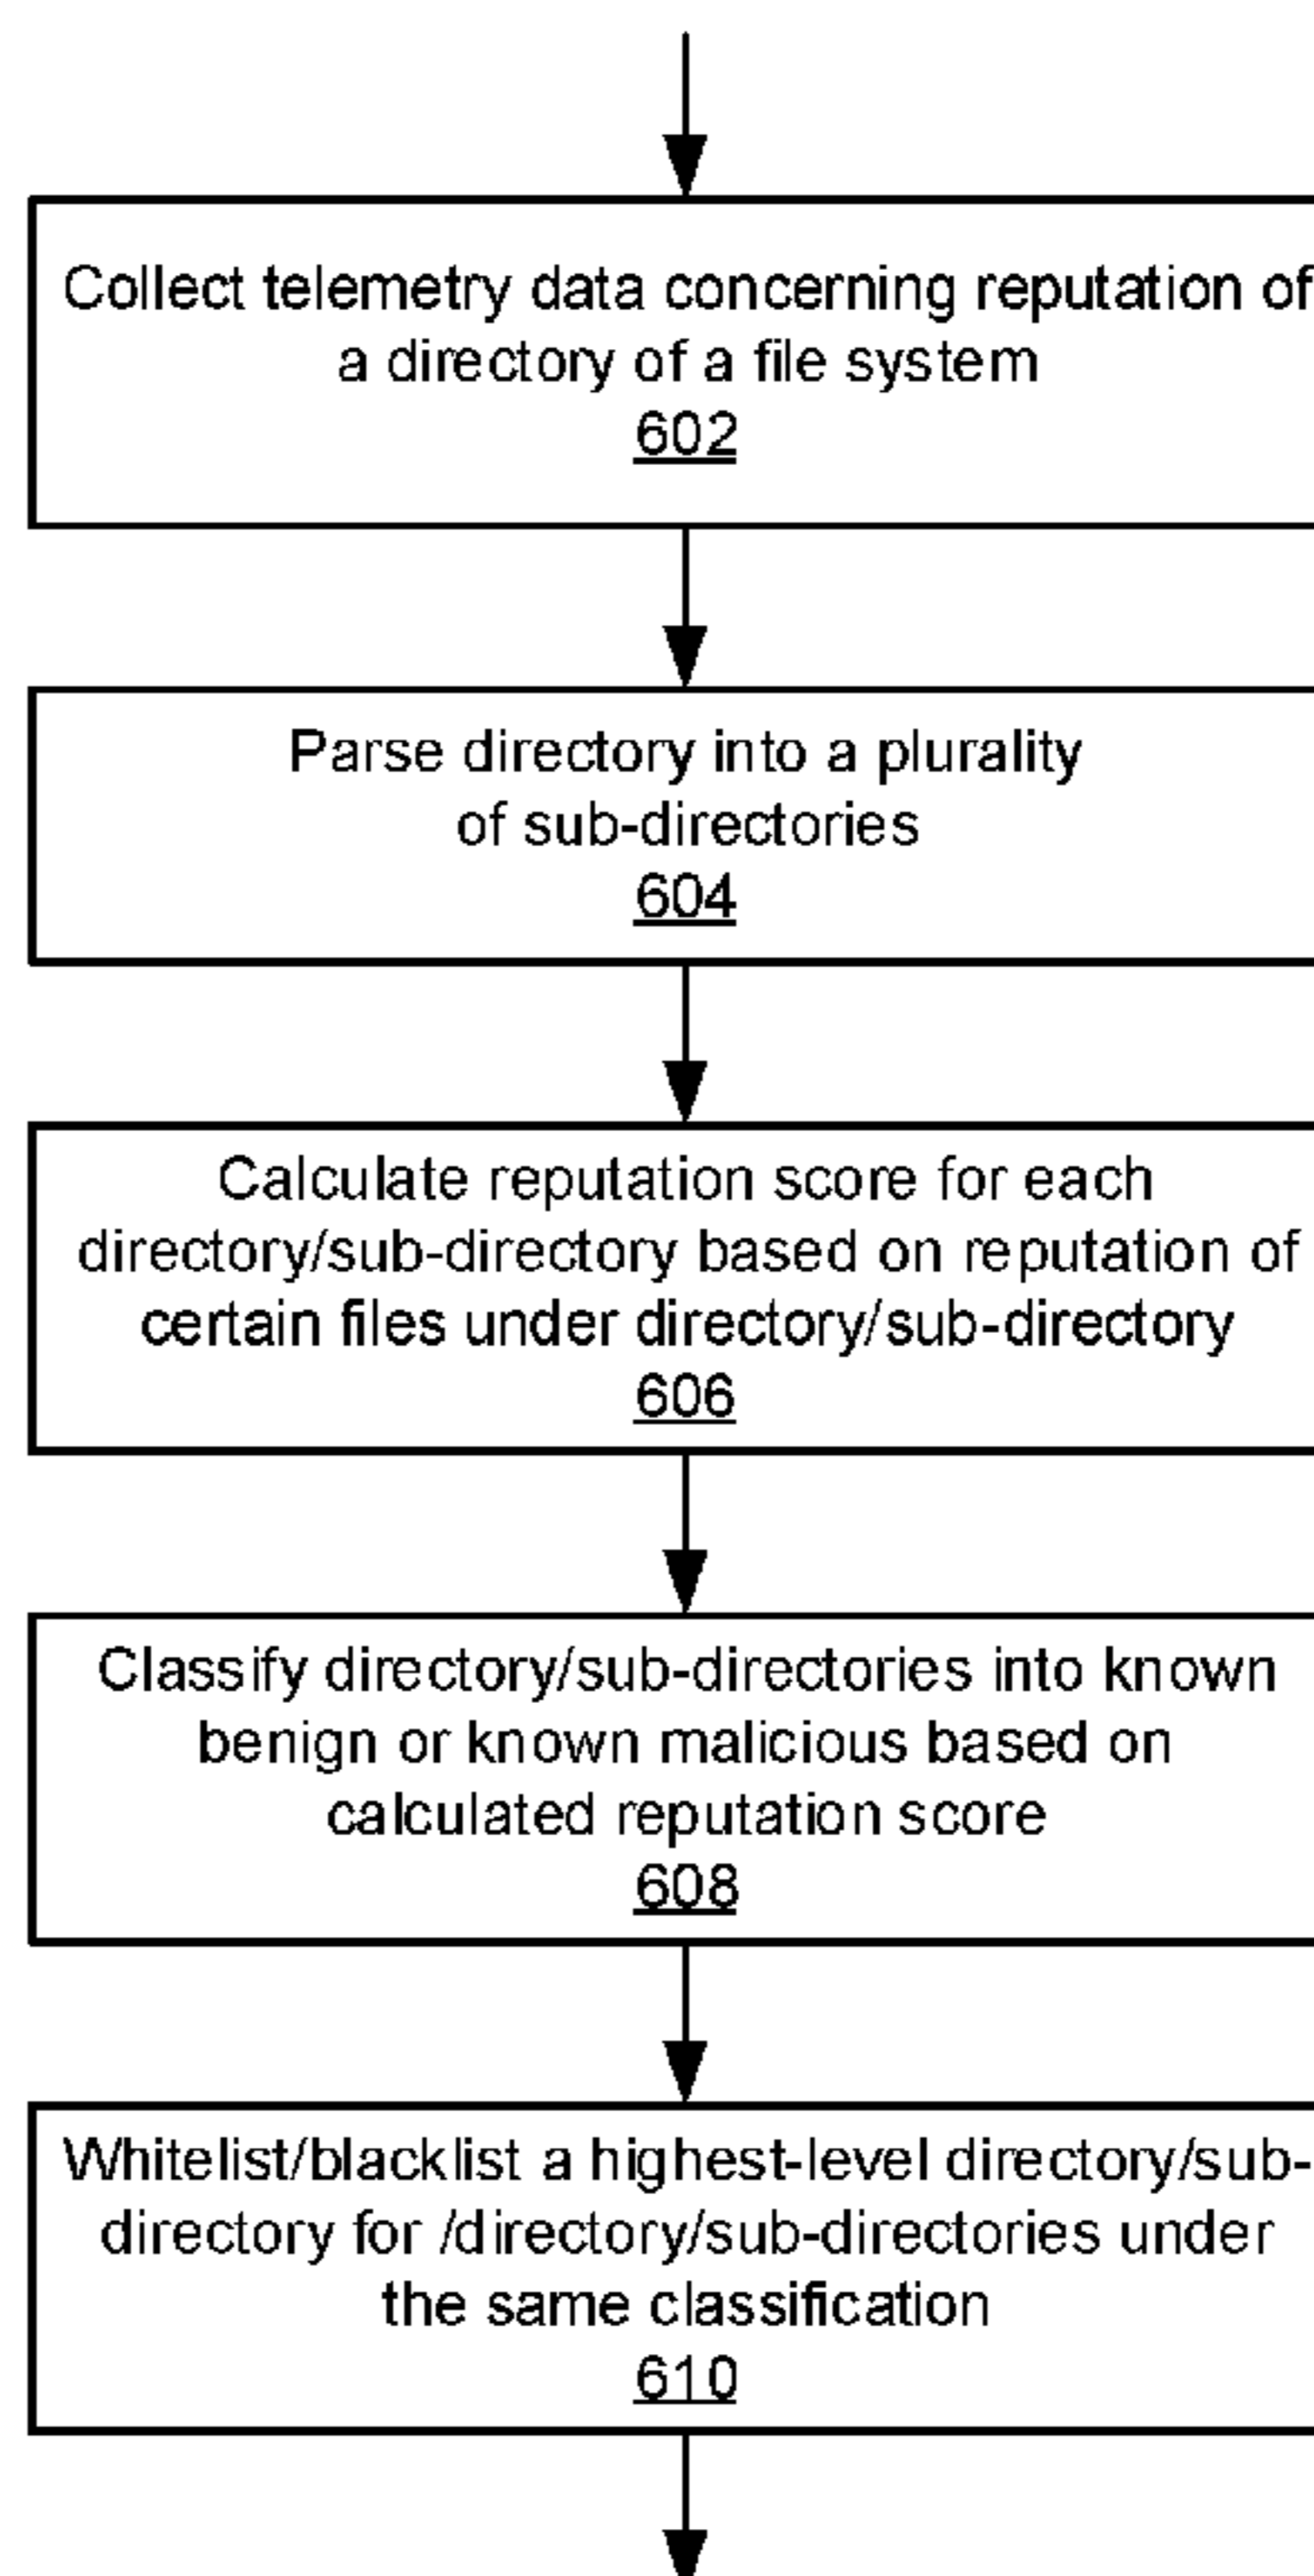 Collect telemetry data concerning reputation of
a directory of a file system
602
Parse directory into a plurality
of sub-directories
604
Calculate reputation score for each
directory/sub-directory based on reputation of
certain files under directory/sub-directory
606
Classify directory/sub-directories into known
benign or known malicious based on
calculated reputation score
608
Whitelist/blacklist a highest-level directory/sub-
directory for /directory/sub-directories under
the same classification
610